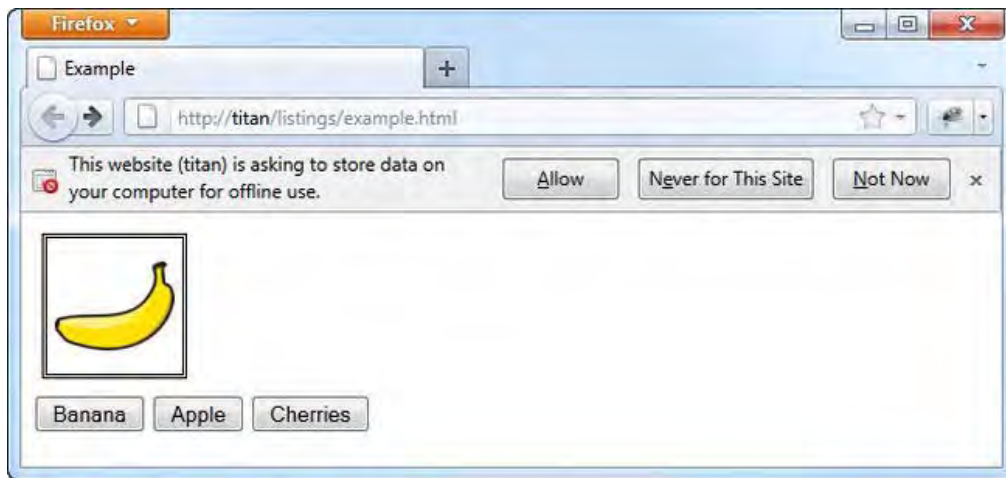 Firefox
Example
http://titan/listings/example.html
This website (titan) is asking to store data on
your computer for offline use.
Allow
Never for This Site
Not Now
Banana
Apple
Cherries